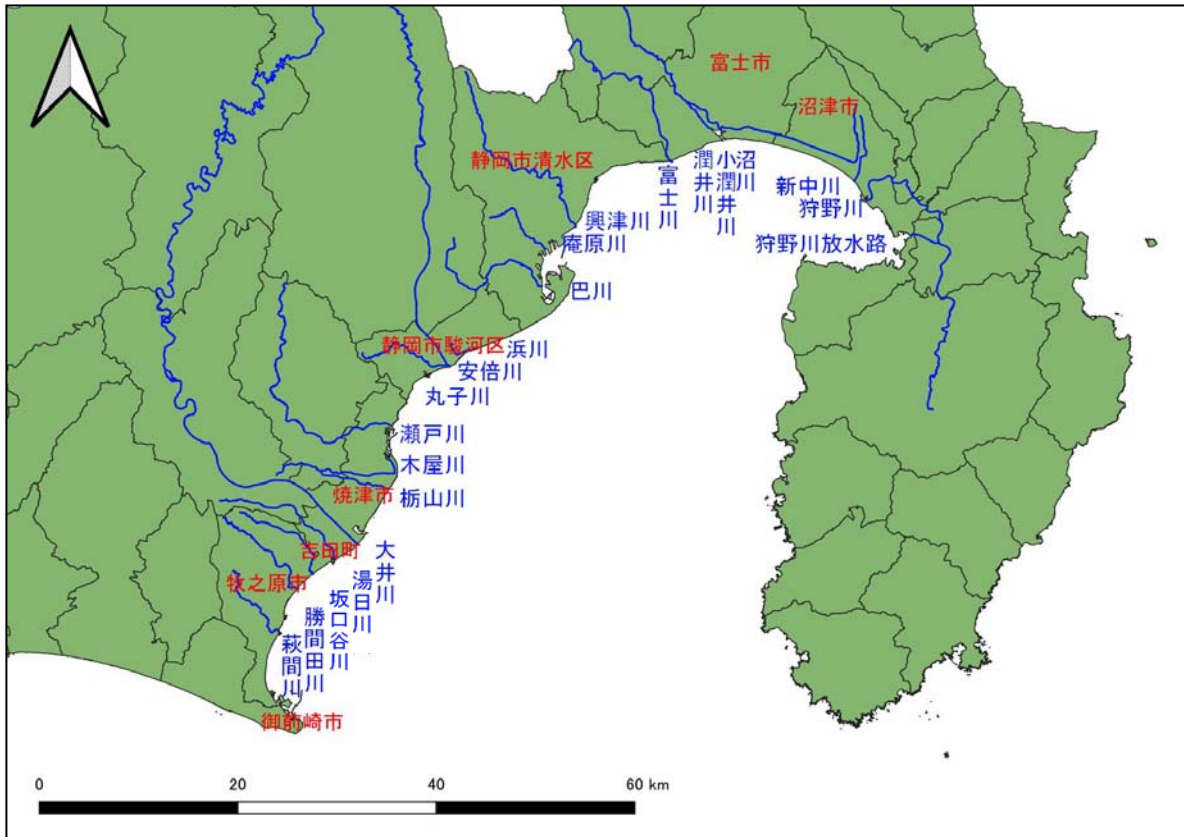 富士市
沼津市
静岡市清水区
富士川
潤井川
小潤井川
沼川
新中川
狩野川
狩野川放水路
興津川
庵原川
巴川
静岡市駿河区
浜川
安倍川
丸子川
瀬戸川
木屋川
焼津市
栃山川
吉田町
大井川
湯日川
坂口谷川
勝間田川
萩間川
牧之原市
御前崎市
0 20 40 60 km